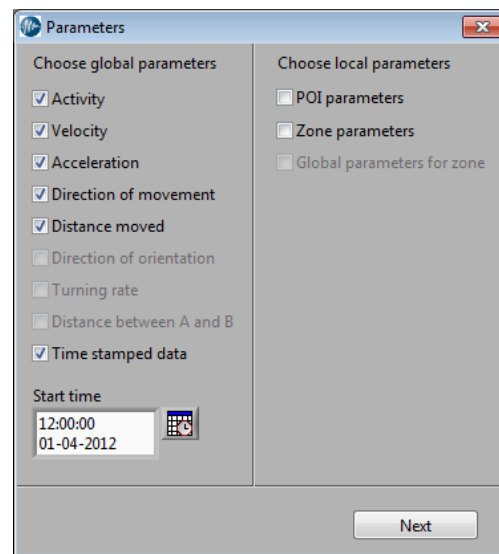 Parameters
Choose global parameters
Activity
Velocity
Acceleration
Direction of movement
Distance moved
Direction of orientation
Turning rate
Distance between A and B
Time stamped data
Start time
12:00:00
01-04-2012
Choose local parameters
POI parameters
Zone parameters
Global parameters for zone
Next